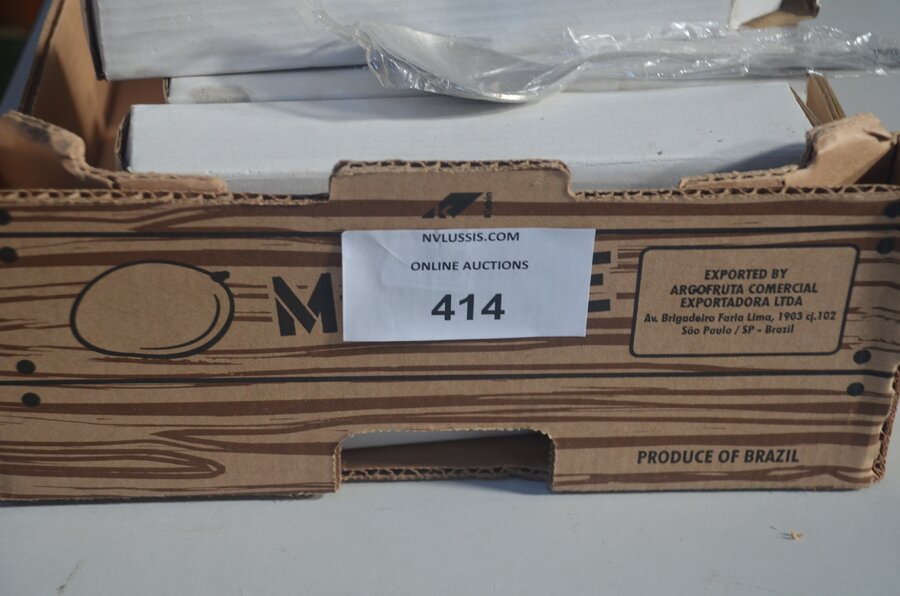 NVLUSSIS.COM
ONLINE AUCTIONS
414
EXPORTED BY
ARGOFRUTA COMERCIAL
EXPORTADORA LTDA
Av. Brigadeiro Faria Lima, 1903 cj.102
São Paulo / SP - Brazil
PRODUCE OF BRAZIL